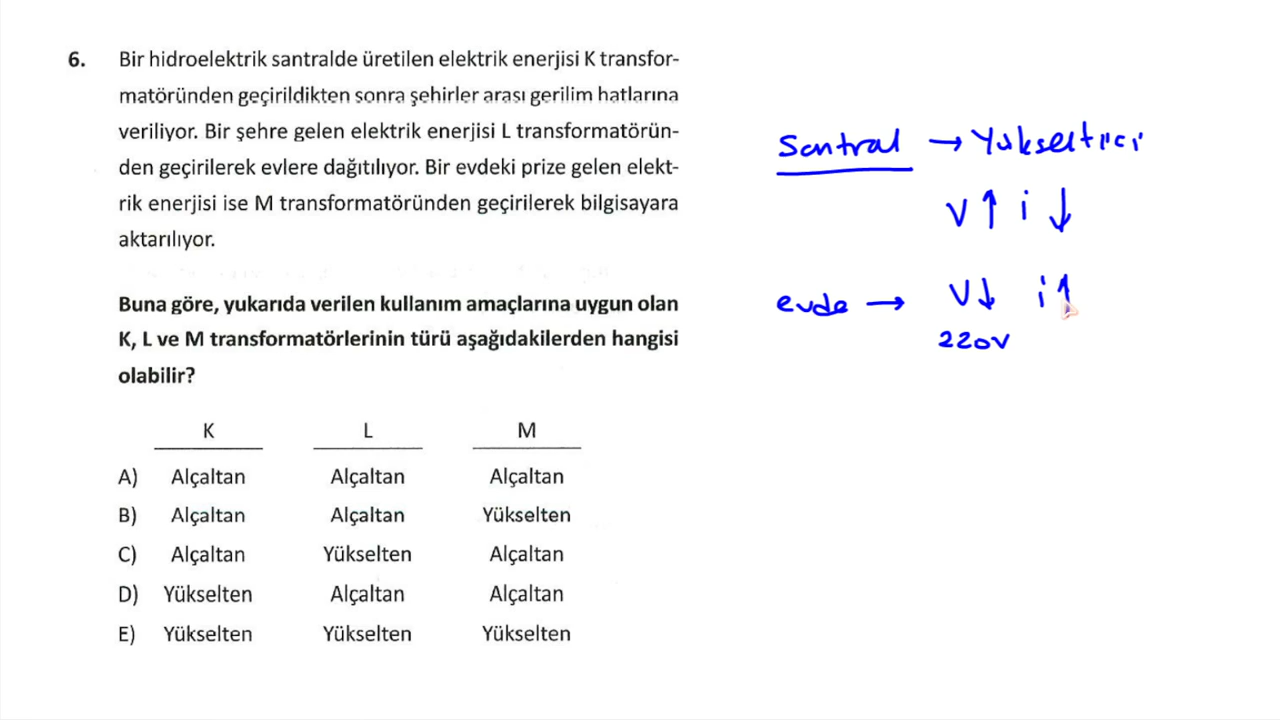 6. Bir hidroelektrik santralde üretilen elektrik enerjisi K transfor-
matöründen geçirildikten sonra şehirler arası gerilim hatlarına
veriliyor. Bir şehre gelen elektrik enerjisi L transformatörün-
den geçirilerek evlere dağıtılıyor. Bir evdeki prize gelen elekt-
rik enerjisi ise M transformatöründen geçirilerek bilgisayara
aktarılıyor.
Buna göre, yukarıda verilen kullanım amaçlarına uygun olan
K, L ve M transformatörlerinin türü aşağıdakilerden hangisi
olabilir?
K L M
A) Alçaltan Alçaltan Alçaltan
B) Alçaltan Alçaltan Yükselten
C) Alçaltan Yükselten Alçaltan
D) Yükselten Alçaltan Alçaltan
E) Yükselten Yükselten Yükselten
Santral → Yükseltici
V ↑ i ↓
evde → V ↓ i ↑
220V